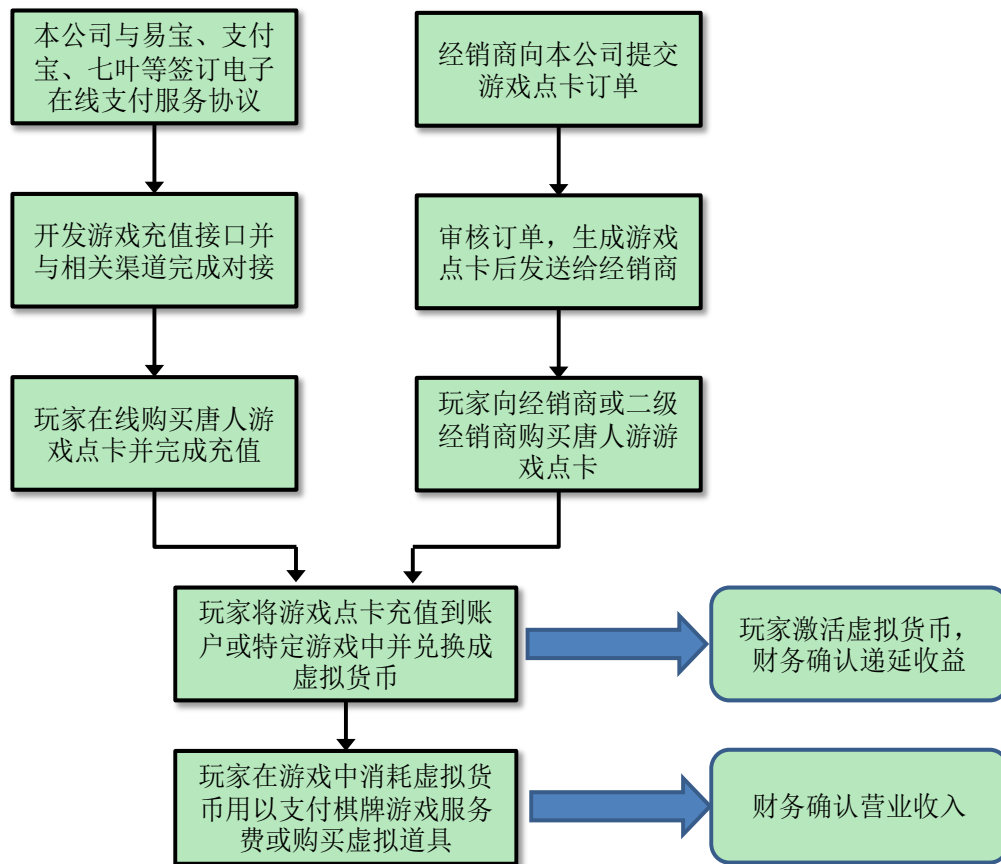 本公司与易宝、支付
宝、七叶等签订电子
在线支付服务协议
经销商向本公司提交
游戏点卡订单
开发游戏充值接口并
与相关渠道完成对接
审核订单，生成游戏
点卡后发送给经销商
玩家在线购买唐人游
戏点卡并完成充值
玩家向经销商或二级
经销商购买唐人游游
戏点卡
玩家将游戏点卡充值到账
户或特定游戏中并兑换成
虚拟货币
玩家激活虚拟货币，
财务确认递延收益
玩家在游戏中消耗虚拟货
币用以支付棋牌游戏服务
费或购买虚拟道具
财务确认营业收入